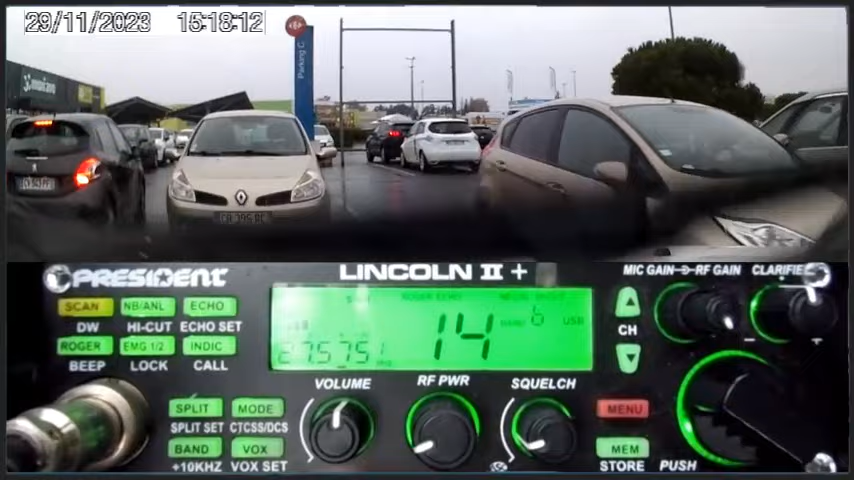 29/11/2023 15:18:12
Parking C
PRESIDENT
LINCOLN II +
MIC GAIN RF GAIN CLARIFIER
SCAN NB/ANL ECHO
DW HI-CUT ECHO SET
ROGER EMG 1/2 INDIC
BEEP LOCK CALL
14 6 USB
27.575.1
CH
VOLUME RF PWR SQUELCH
SPLIT MODE
SPLIT SET CTCSS/DCS
BAND VOX
+10KHZ VOX SET
MENU
MEM
STORE PUSH